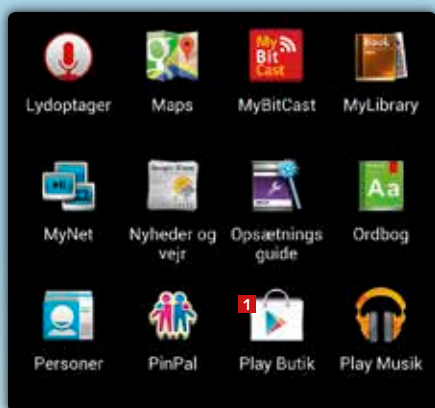 My
Bit
Cast
Book
Lydoptager
Maps
MyBitCast
MyLibrary
Aa
MyNet
Nyheder og
vejr
Opsætnings
guide
Ordbog
1
Personer
PinPal
Play Butik
Play Musik